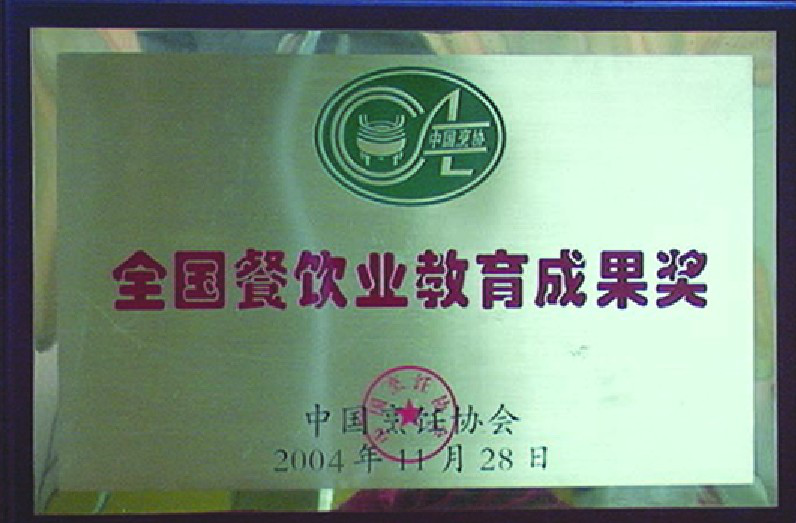 中国烹协
全国餐饮业教育成果奖
中国烹饪协会
2004年11月28日